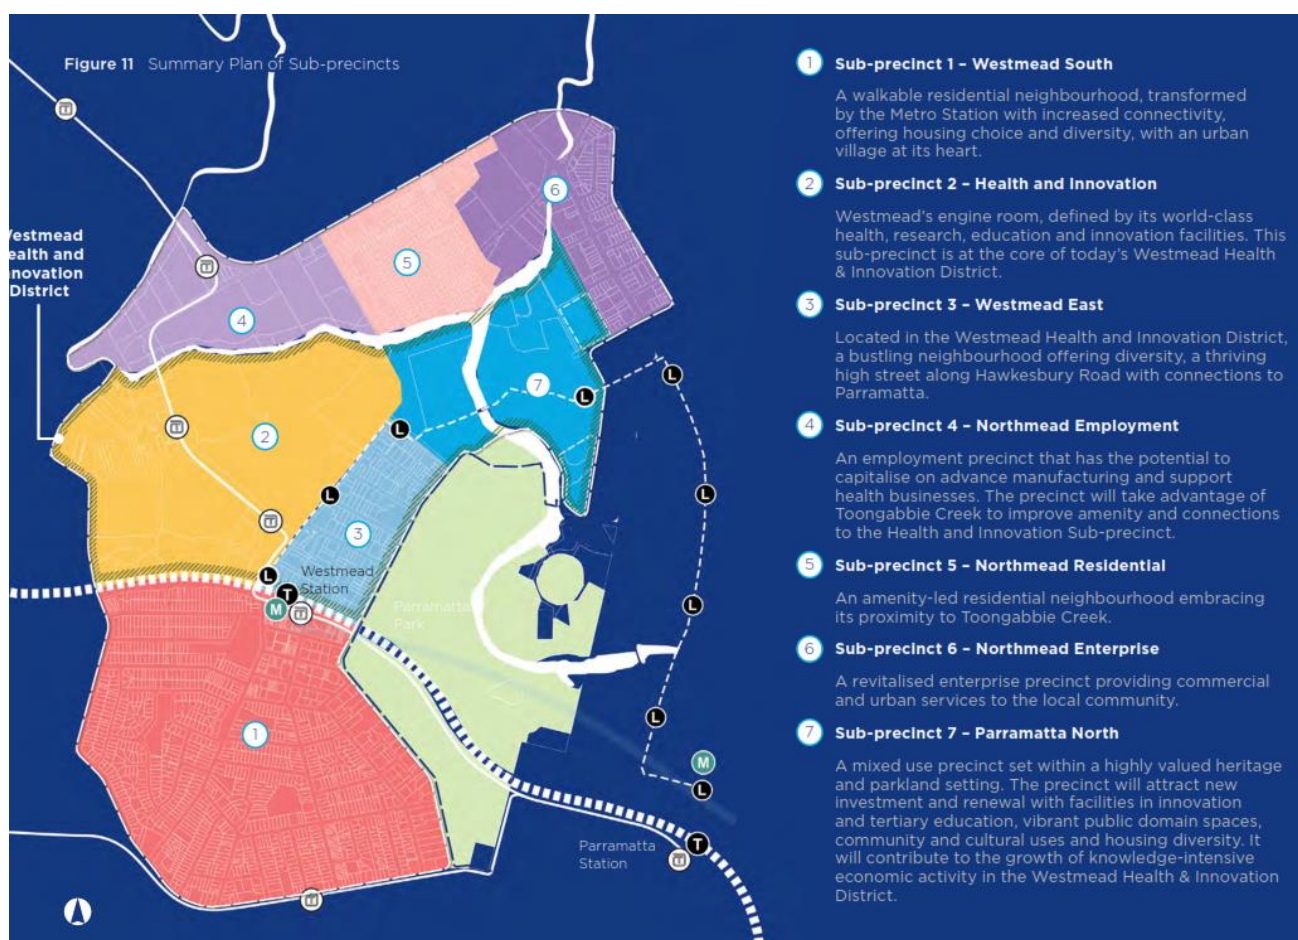 Figure 11 Summary Plan of Sub-precincts
Westmead
Health and
Innovation
District
6
5
4
7
2
3
1
L
L
L
L
L
L
L
L
L
T
M
M
T
Westmead
Station
Parramatta
Park
Parramatta
Station
1 Sub-precinct 1 – Westmead South
A walkable residential neighbourhood, transformed
by the Metro Station with increased connectivity,
offering housing choice and diversity, with an urban
village at its heart.
2 Sub-precinct 2 – Health and Innovation
Westmead's engine room, defined by its world-class
health, research, education and innovation facilities. This
sub-precinct is at the core of today's Westmead Health
& Innovation District.
3 Sub-precinct 3 – Westmead East
Located in the Westmead Health and Innovation District,
a bustling neighbourhood offering diversity, a thriving
high street along Hawkesbury Road with connections to
Parramatta.
4 Sub-precinct 4 – Northmead Employment
An employment precinct that has the potential to
capitalise on advance manufacturing and support
health businesses. The precinct will take advantage of
Toongabbie Creek to improve amenity and connections
to the Health and Innovation Sub-precinct.
5 Sub-precinct 5 – Northmead Residential
An amenity-led residential neighbourhood embracing
its proximity to Toongabbie Creek.
6 Sub-precinct 6 – Northmead Enterprise
A revitalised enterprise precinct providing commercial
and urban services to the local community.
7 Sub-precinct 7 – Parramatta North
A mixed use precinct set within a highly valued heritage
and parkland setting. The precinct will attract new
investment and renewal with facilities in innovation
and tertiary education, vibrant public domain spaces,
community and cultural uses and housing diversity. It
will contribute to the growth of knowledge-intensive
economic activity in the Westmead Health & Innovation
District.